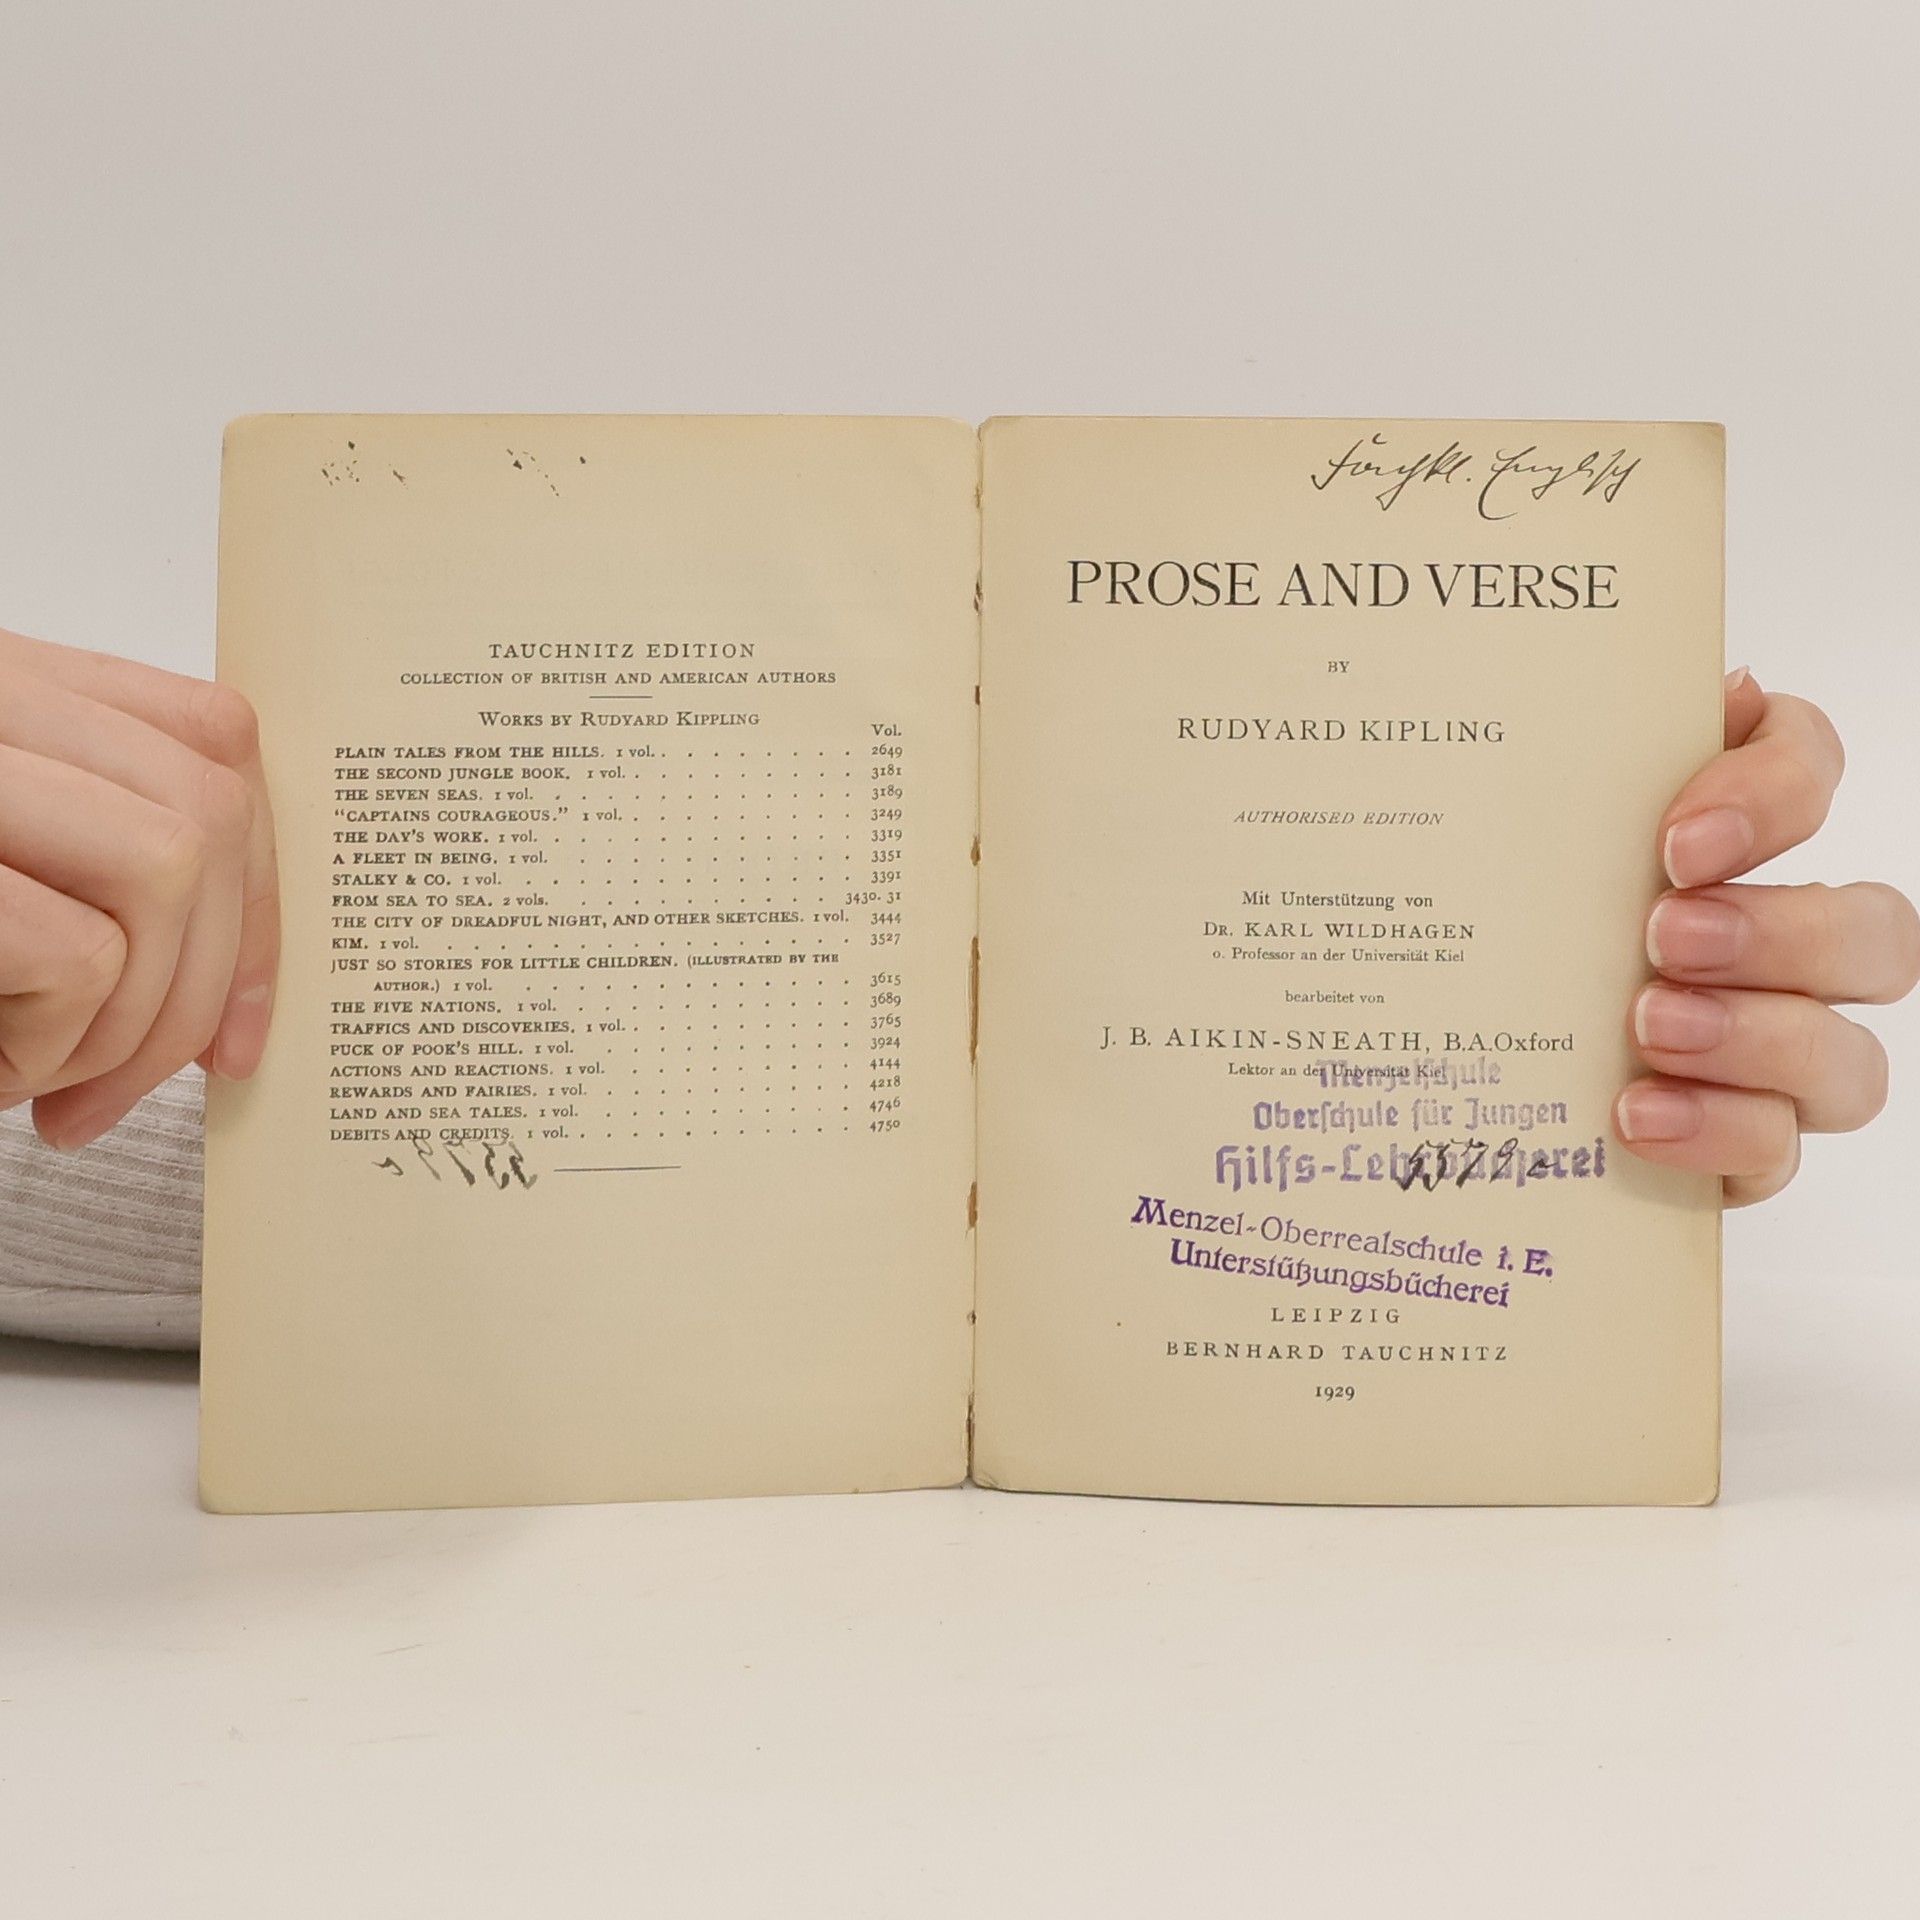 TAUCHNITZ EDITION
COLLECTION OF BRITISH AND AMERICAN AUTHORS
WORKS BY RUDYARD KIPPLING
Vol.
PLAIN TALES FROM THE HILLS. 1 vol. . . . . . . . . 2649
THE SECOND JUNGLE BOOK. 1 vol. . . . . . . . . . 3181
THE SEVEN SEAS. 1 vol. . . . . . . . . . . . . 3189
"CAPTAINS COURAGEOUS." 1 vol. . . . . . . . . . 3249
THE DAY'S WORK. 1 vol. . . . . . . . . . . . . 3319
A FLEET IN BEING. 1 vol. . . . . . . . . . . . 3351
STALKY & CO. 1 vol. . . . . . . . . . . . . . 3391
FROM SEA TO SEA. 2 vols. . . . . . . . . . . 3430. 31
THE CITY OF DREADFUL NIGHT, AND OTHER SKETCHES. 1 vol. 3444
KIM. 1 vol. . . . . . . . . . . . . . . . . 3527
JUST SO STORIES FOR LITTLE CHILDREN. (ILLUSTRATED BY THE
AUTHOR.) 1 vol. . . . . . . . . . . . . . 3615
THE FIVE NATIONS. 1 vol. . . . . . . . . . . . 3689
TRAFFICS AND DISCOVERIES. 1 vol. . . . . . . . . . 3765
PUCK OF POOK'S HILL. 1 vol. . . . . . . . . . . 3924
ACTIONS AND REACTIONS. 1 vol. . . . . . . . . . . 4144
REWARDS AND FAIRIES. 1 vol. . . . . . . . . . . 4218
LAND AND SEA TALES. 1 vol. . . . . . . . . . . 4746
DEBITS AND CREDITS. 1 vol. . . . . . . . . . . . 4750
Englisch
PROSE AND VERSE
BY
RUDYARD KIPLING
AUTHORISED EDITION
Mit Unterstützung von
DR. KARL WILDHAGEN
o. Professor an der Universität Kiel
bearbeitet von
J. B. AIKIN-SNEATH, B.A.Oxford
Lektor an der Universität Kiel
Menzelschule
Oberschule für Jungen
Hilfs-Lehrbücherei
5579 a
Menzel-Oberrealschule i. E.
Unterstützungsbücherei
LEIPZIG
BERNHARD TAUCHNITZ
1929